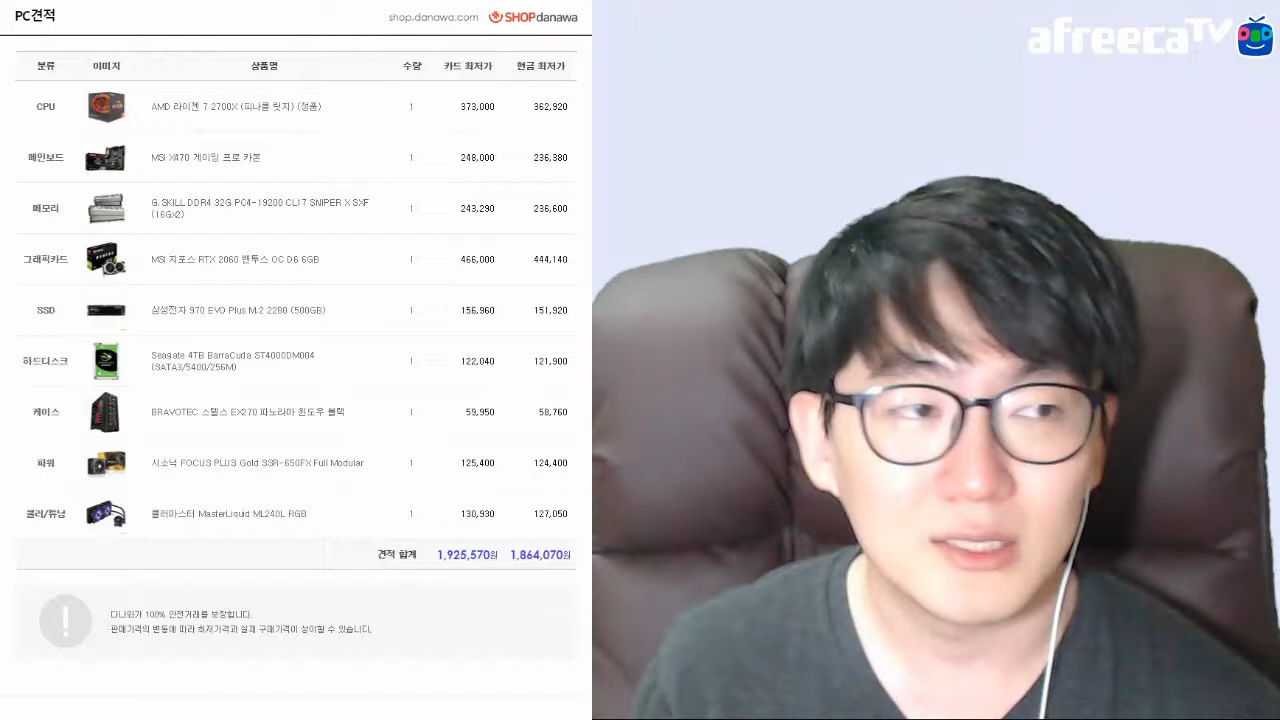 PC견적
shop.danawa.com SHOPdanawa
분류 이미지 상품명 수량 카드 최저가 현금 최저가
CPU AMD 라이젠 7 2700X (피나클 릿지) (정품) 1 373,000 362,920
메인보드 MSI X470 게이밍 프로 카본 1 248,000 236,380
메모리 G.SKILL DDR4 32G PC4-19200 CL17 SNIPER X SXF 1 243,290
(16Gx2)
그래픽카드 MSI 지포스 RTX 2060 벤투스 OC D6 6GB 1 466,000 444,140
SSD 삼성전자 970 EVO Plus M.2 2280 (500GB) 1 156,960 151,920
하드디스크 Seagate 4TB BarraCuda ST4000DM004 1 122,040 121,900
(SATA3/5400/256M)
케이스 BRAVOTEC 스텔스 EX270 파노라마 윈도우 블랙 1 59,950 58,760
파워 시소닉 FOCUS PLUS Gold SSR-650FX Full Modular 1 125,400 124,400
쿨러/튜닝 쿨러마스터 MasterLiquid ML240L RGB 1 130,930 127,050
견적 합계 1,925,570원 1,864,070원
다나와가 100% 안전거래를 보장합니다.
판매가격의 변동에 따라 최저가격과 실제 구매가격이 상이할 수 있습니다.
afreecaTV